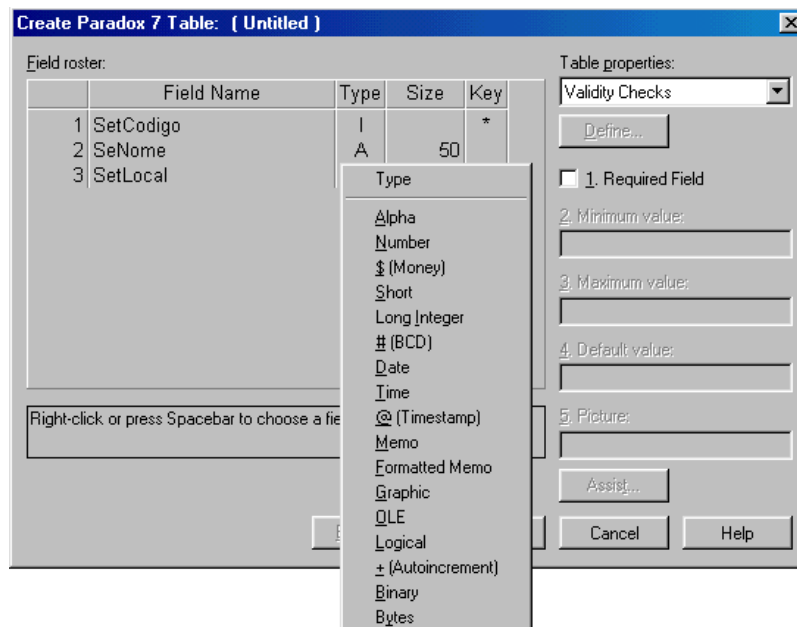 Create Paradox 7 Table: ( Untitled )
Field roster:
Field Name Type Size Key
1 SetCodigo I *
2 SeNome A 50
3 SetLocal
Type
Alpha
Number
$ (Money)
Short
Long Integer
# (BCD)
Date
Time
@ (Timestamp)
Memo
Formatted Memo
Graphic
OLE
Logical
+ (Autoincrement)
Binary
Bytes
Right-click or press Spacebar to choose a fie
Table properties:
Validity Checks
Define...
1. Required Field
2. Minimum value:
3. Maximum value:
4. Default value:
5. Picture:
Assist...
Cancel
Help